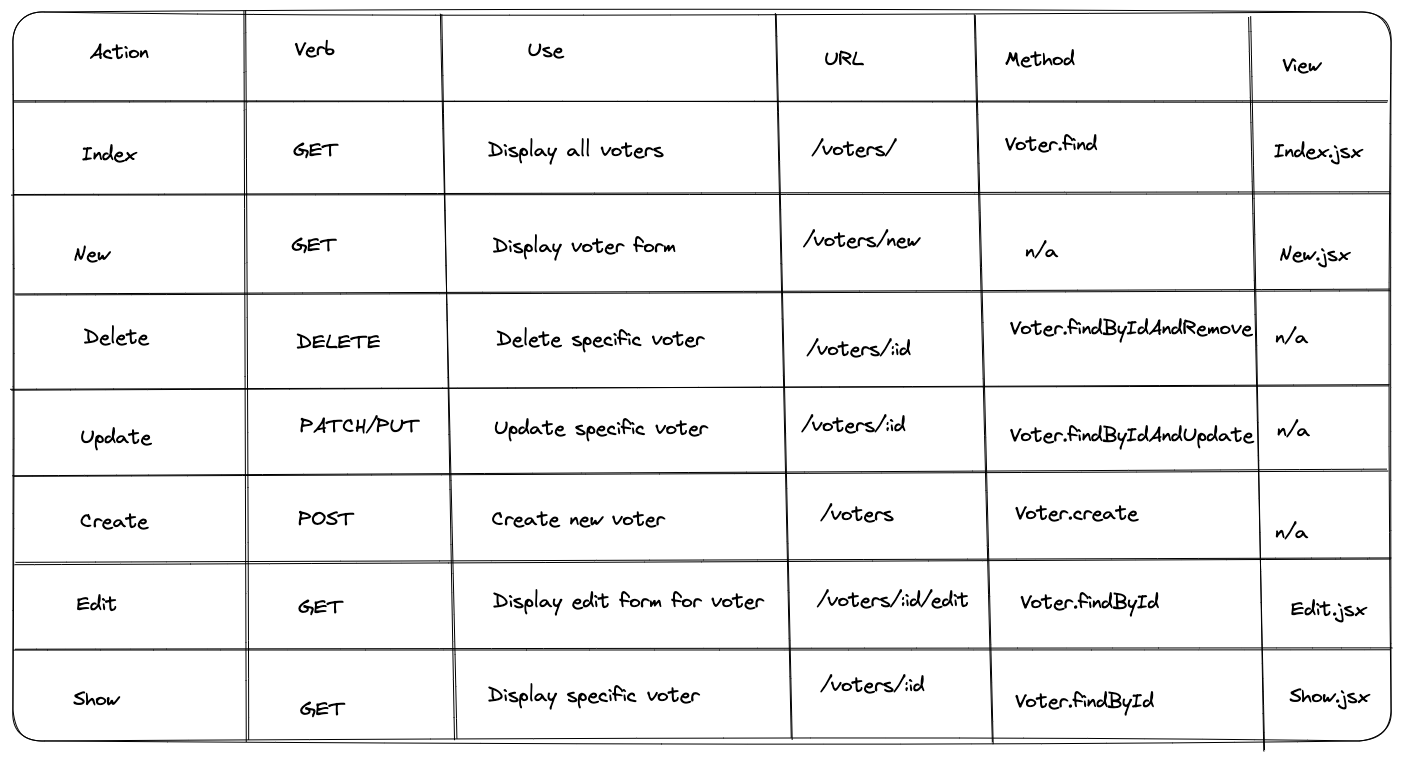 Action Verb Use URL Method View
Index GET Display all voters /voters/ Voter.find Index.jsx
New GET Display voter form /voters/new n/a New.jsx
Delete DELETE Delete specific voter /voters/:id Voter.findByIdAndRemove n/a
Update PATCH/PUT Update specific voter /voters/:id Voter.findByIdAndUpdate n/a
Create POST Create new voter /voters Voter.create n/a
Edit GET Display edit form for voter /voters/:id/edit Voter.findById Edit.jsx
Show GET Display specific voter /voters/:id Voter.findById Show.jsx